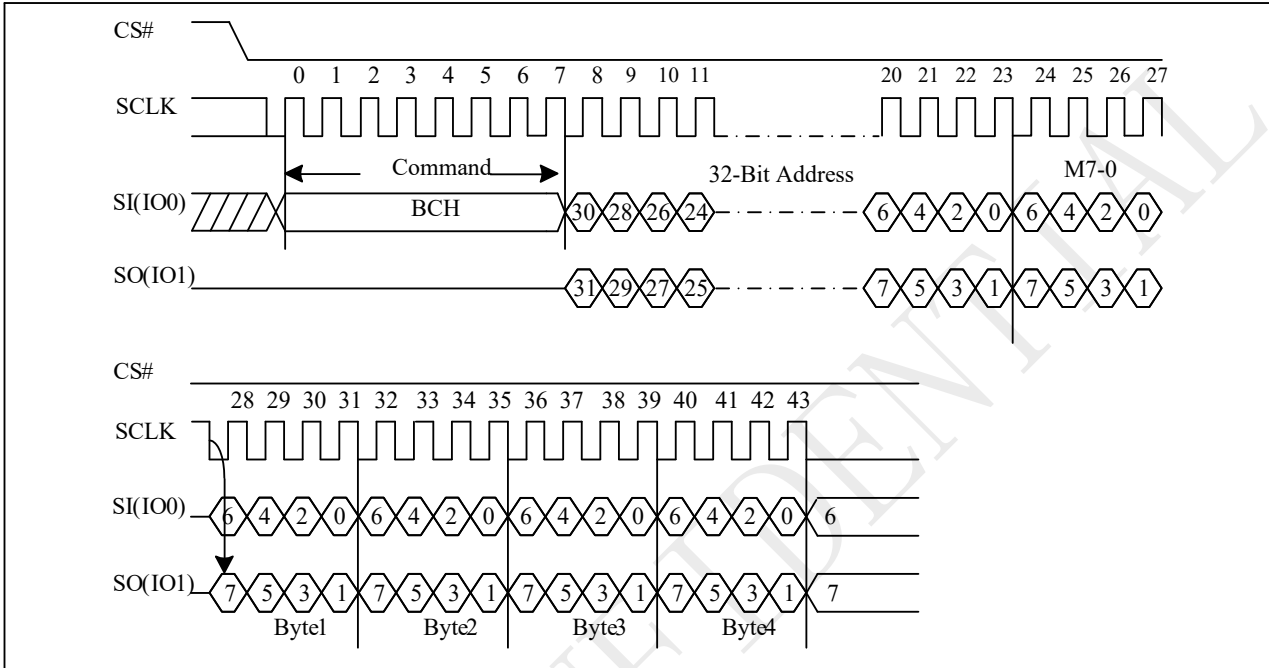 CS#
0 1 2 3 4 5 6 7 8 9 10 11 20 21 22 23 24 25 26 27
SCLK
Command 32-Bit Address M7-0
SI(IO0) BCH 30 28 26 24 6 4 2 0 6 4 2 0
SO(IO1) 31 29 27 25 7 5 3 1 7 5 3 1
CS#
28 29 30 31 32 33 34 35 36 37 38 39 40 41 42 43
SCLK
SI(IO0) 6 4 2 0 6 4 2 0 6 4 2 0 6 4 2 0 6
SO(IO1) 7 5 3 1 7 5 3 1 7 5 3 1 7 5 3 1 7
Byte1 Byte2 Byte3 Byte4